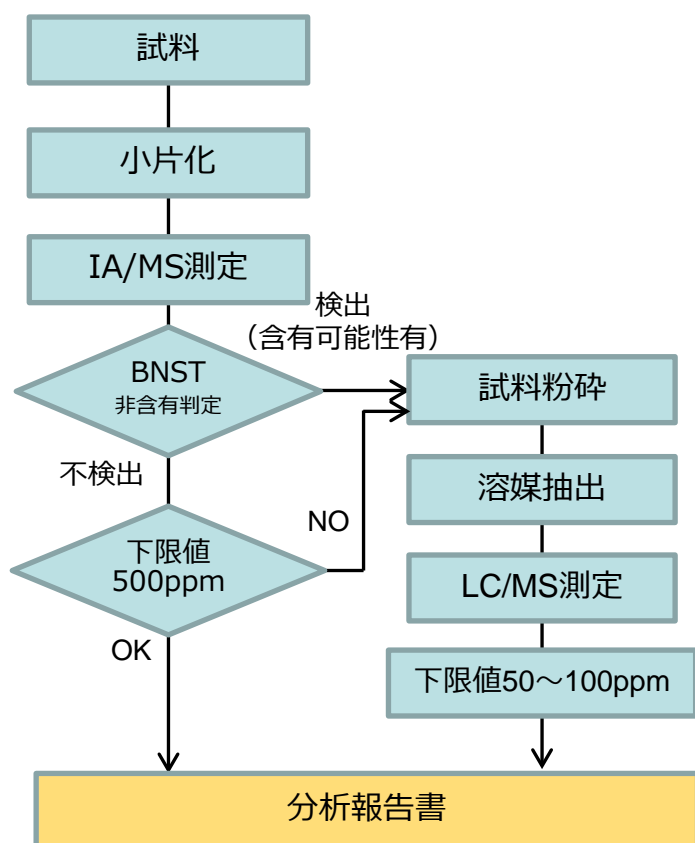 試料
小片化
IA/MS測定
検出
（含有可能性有）
BNST
非含有判定
試料粉砕
不検出
溶媒抽出
NO
下限値
500ppm
LC/MS測定
OK
下限値50～100ppm
分析報告書